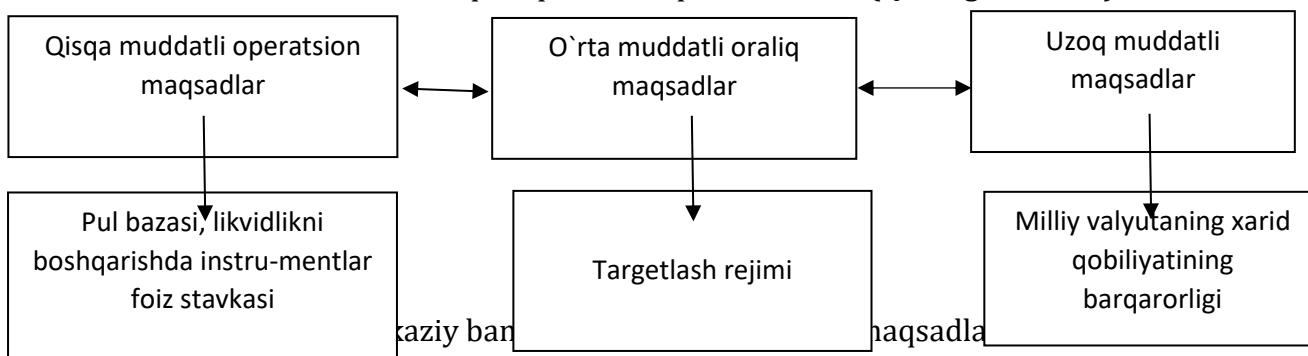 Qisqa muddatli operatsion
maqsadlar
O`rta muddatli oraliq
maqsadlar
Uzoq muddatli
maqsadlar
Pul bazasi, likvidlikni
boshqarishda instru-mentlar
foiz stavkasi
Targetlash rejimi
Milliy valyutaning xarid
qobiliyatining
barqarorligi